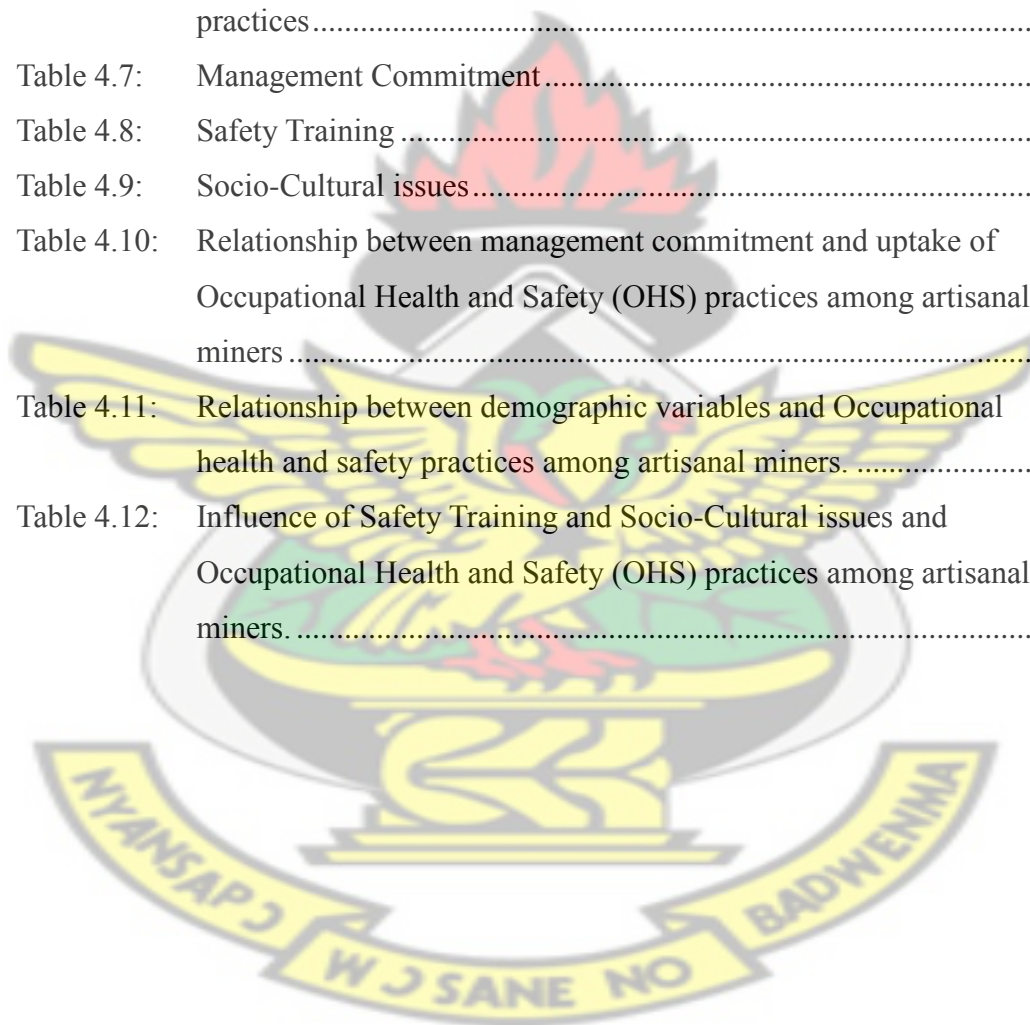 practices....................................................................................
Table 4.7: Management Commitment....................................................................................
Table 4.8: Safety Training....................................................................................
Table 4.9: Socio-Cultural issues....................................................................................
Table 4.10: Relationship between management commitment and uptake of
Occupational Health and Safety (OHS) practices among artisanal
miners....................................................................................
Table 4.11: Relationship between demographic variables and Occupational
health and safety practices among artisanal miners. ..........................
Table 4.12: Influence of Safety Training and Socio-Cultural issues and
Occupational Health and Safety (OHS) practices among artisanal
miners. ....................................................................................
NYANSAPƆ
WƆ SANE NO
BADWENMA